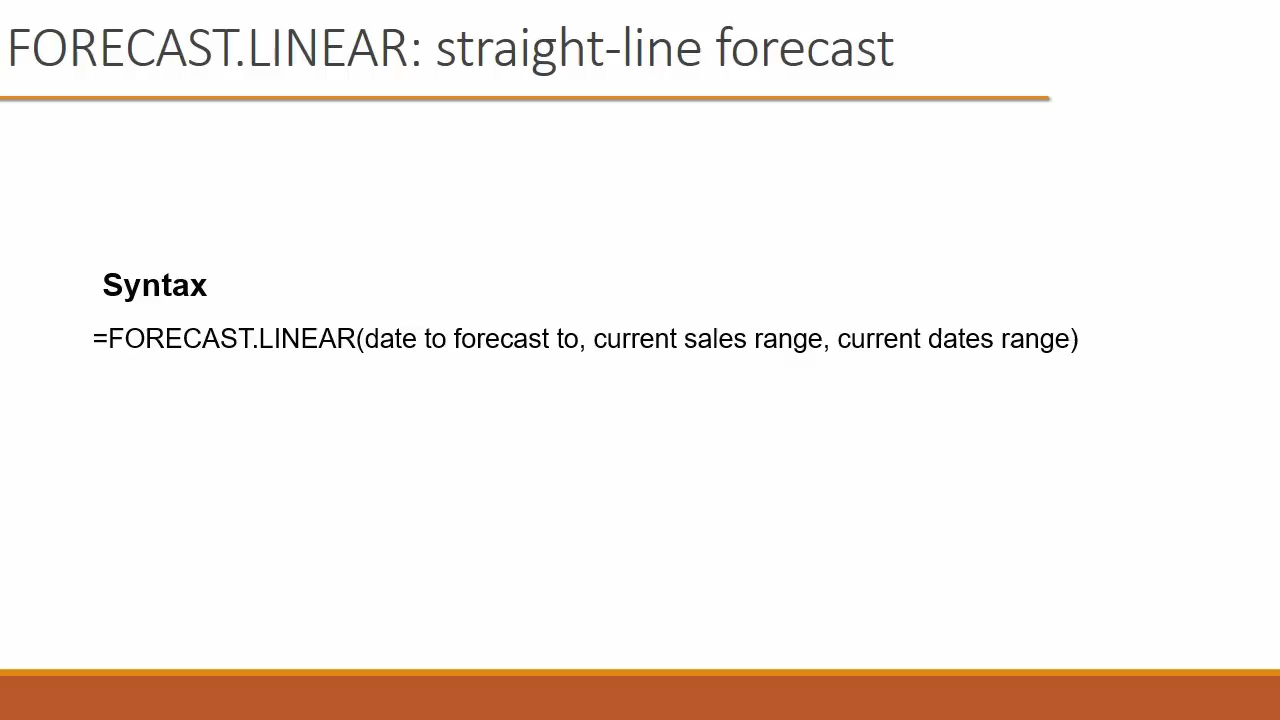 FORECAST.LINEAR: straight-line forecast
Syntax
=FORECAST.LINEAR(date to forecast to, current sales range, current dates range)